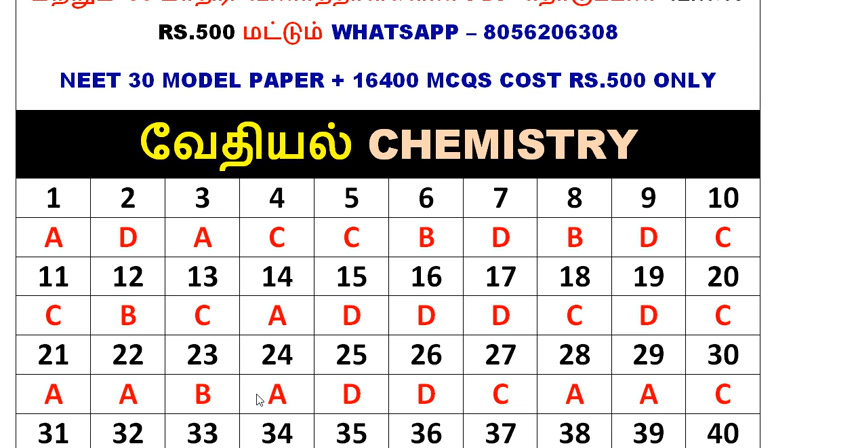 RS.500 மட்டும் WHATSAPP – 8056206308
NEET 30 MODEL PAPER + 16400 MCQS COST RS.500 ONLY
வேதியல் CHEMISTRY
1 2 3 4 5 6 7 8 9 10
A D A C C B D B D C
11 12 13 14 15 16 17 18 19 20
C B C A D D D C D C
21 22 23 24 25 26 27 28 29 30
A A B A D D C A A C
31 32 33 34 35 36 37 38 39 40